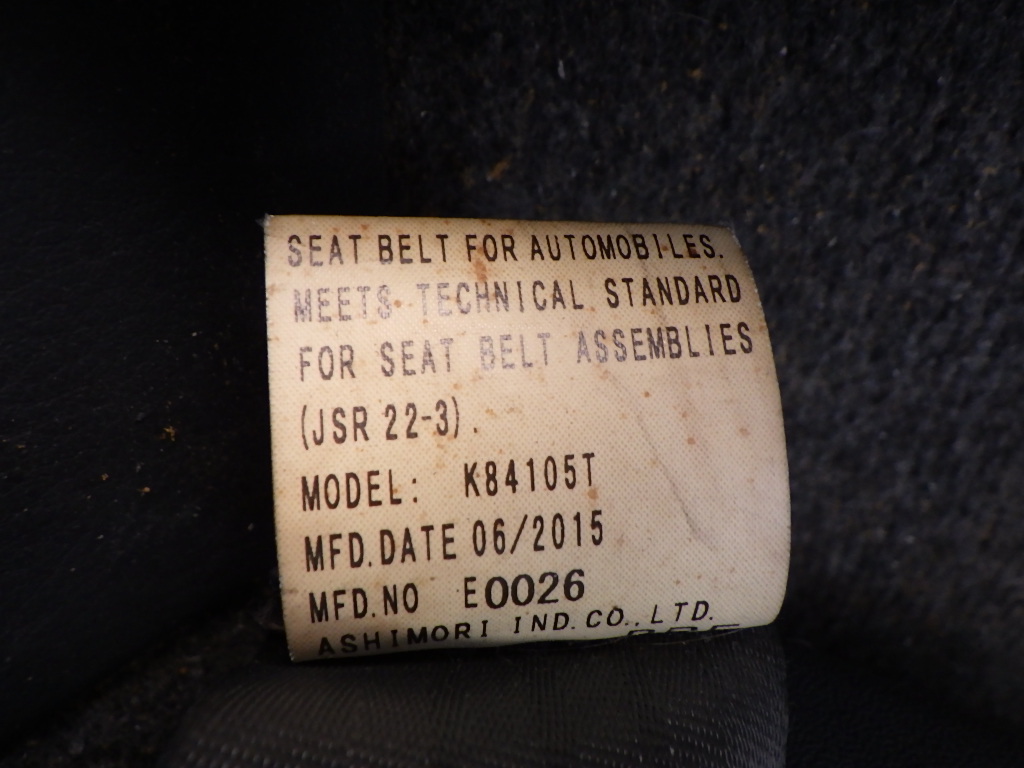 SEAT BELT FOR AUTOMOBILES.
MEETS TECHNICAL STANDARD
FOR SEAT BELT ASSEMBLIES
(JSR 22-3).
MODEL: K84105T
MFD.DATE 06/2015
MFD.NO E0026
ASHIMORI IND.CO.,LTD.